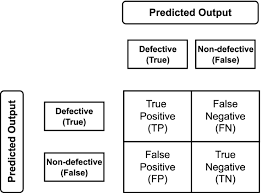 Predicted Output
Defective
(True)
Non-defective
(False)
Predicted Output
Defective
(True)
True
Positive
(TP)
False
Negative
(FN)
Non-defective
(False)
False
Positive
(FP)
True
Negative
(TN)